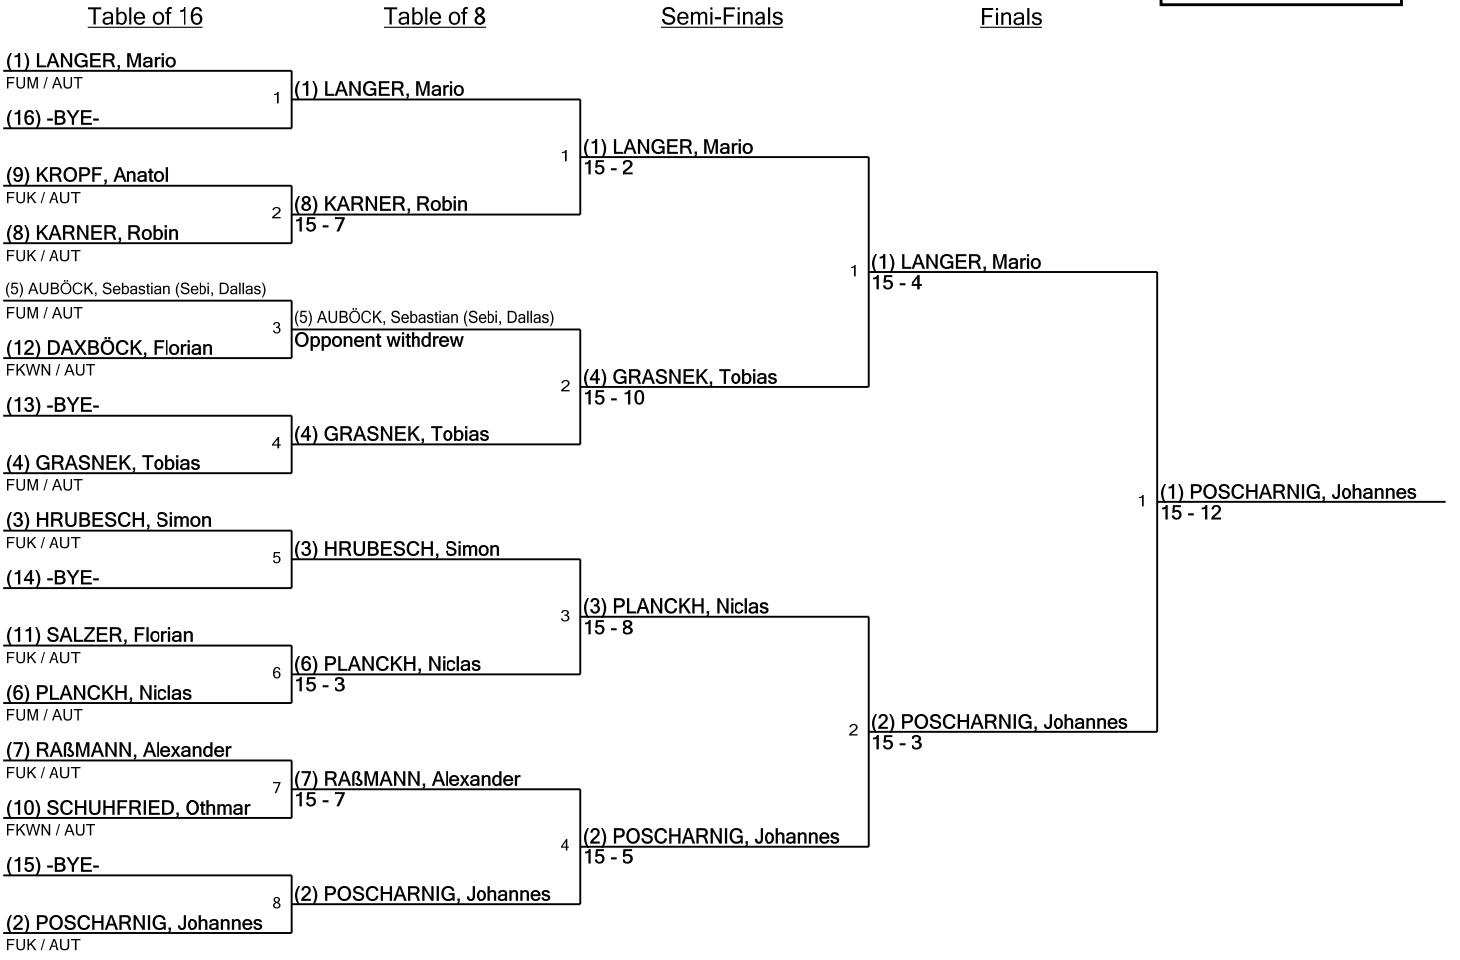 Table of 16
Table of 8
Semi-Finals
Finals
(1) LANGER, Mario
FUM / AUT
1
(16) -BYE-
(9) KROPF, Anatol
FUK / AUT
2
(8) KARNER, Robin
FUK / AUT
(5) AUBÖCK, Sebastian (Sebi, Dallas)
FUM / AUT
3
(12) DAXBÖCK, Florian
FKWN / AUT
(13) -BYE-
4
(4) GRASNEK, Tobias
FUM / AUT
(3) HRUBESCH, Simon
FUK / AUT
5
(14) -BYE-
(11) SALZER, Florian
FUK / AUT
6
(6) PLANCKH, Niclas
FUM / AUT
(7) RAßMANN, Alexander
FUK / AUT
7
(10) SCHUHFRIED, Othmar
FKWN / AUT
(15) -BYE-
8
(2) POSCHARNIG, Johannes
FUK / AUT
(1) LANGER, Mario
1
(8) KARNER, Robin
15 - 7
(5) AUBÖCK, Sebastian (Sebi, Dallas)
Opponent withdrew
2
(4) GRASNEK, Tobias
(3) HRUBESCH, Simon
3
(6) PLANCKH, Niclas
15 - 3
(7) RAßMANN, Alexander
15 - 7
4
(2) POSCHARNIG, Johannes
(1) LANGER, Mario
15 - 2
1
(4) GRASNEK, Tobias
15 - 10
(3) PLANCKH, Niclas
15 - 8
2
(2) POSCHARNIG, Johannes
15 - 5
(1) LANGER, Mario
15 - 4
1
(2) POSCHARNIG, Johannes
15 - 3
(1) POSCHARNIG, Johannes
15 - 12